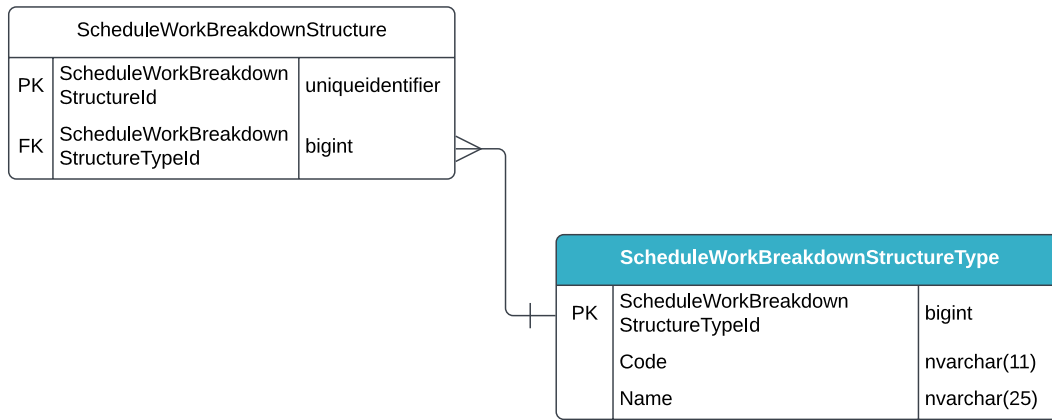 ScheduleWorkBreakdownStructure
PK ScheduleWorkBreakdown uniqueidentifier
StructureId
FK ScheduleWorkBreakdown bigint
StructureTypeId
ScheduleWorkBreakdownStructureType
PK ScheduleWorkBreakdown bigint
StructureTypeId
Code nvarchar(11)
Name nvarchar(25)